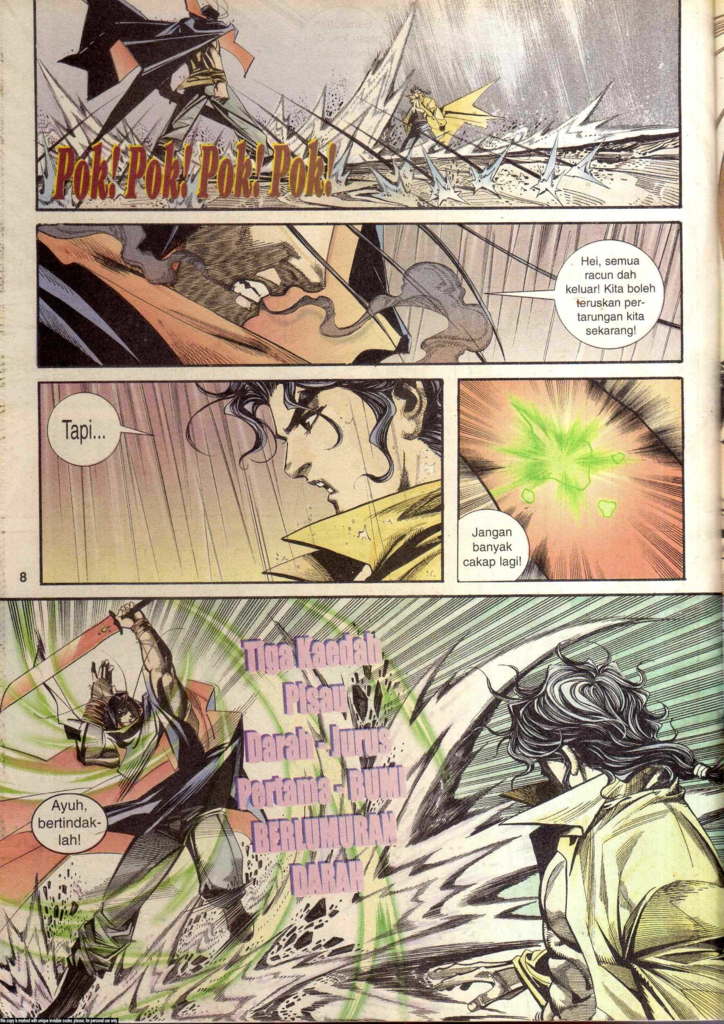 Pok! Pok! Pok! Pok!
Hei, semua
racun dah
keluar! Kita boleh
teruskan per-
tarungan kita
sekarang!
Tapi...
Jangan
banyak
cakap lagi!
8
Tiga Kaedah
Pisau
Darah - Jurus
Pertama - BUMI
BERLUMURAN
DARAH
Ayuh,
bertindak-
lah!